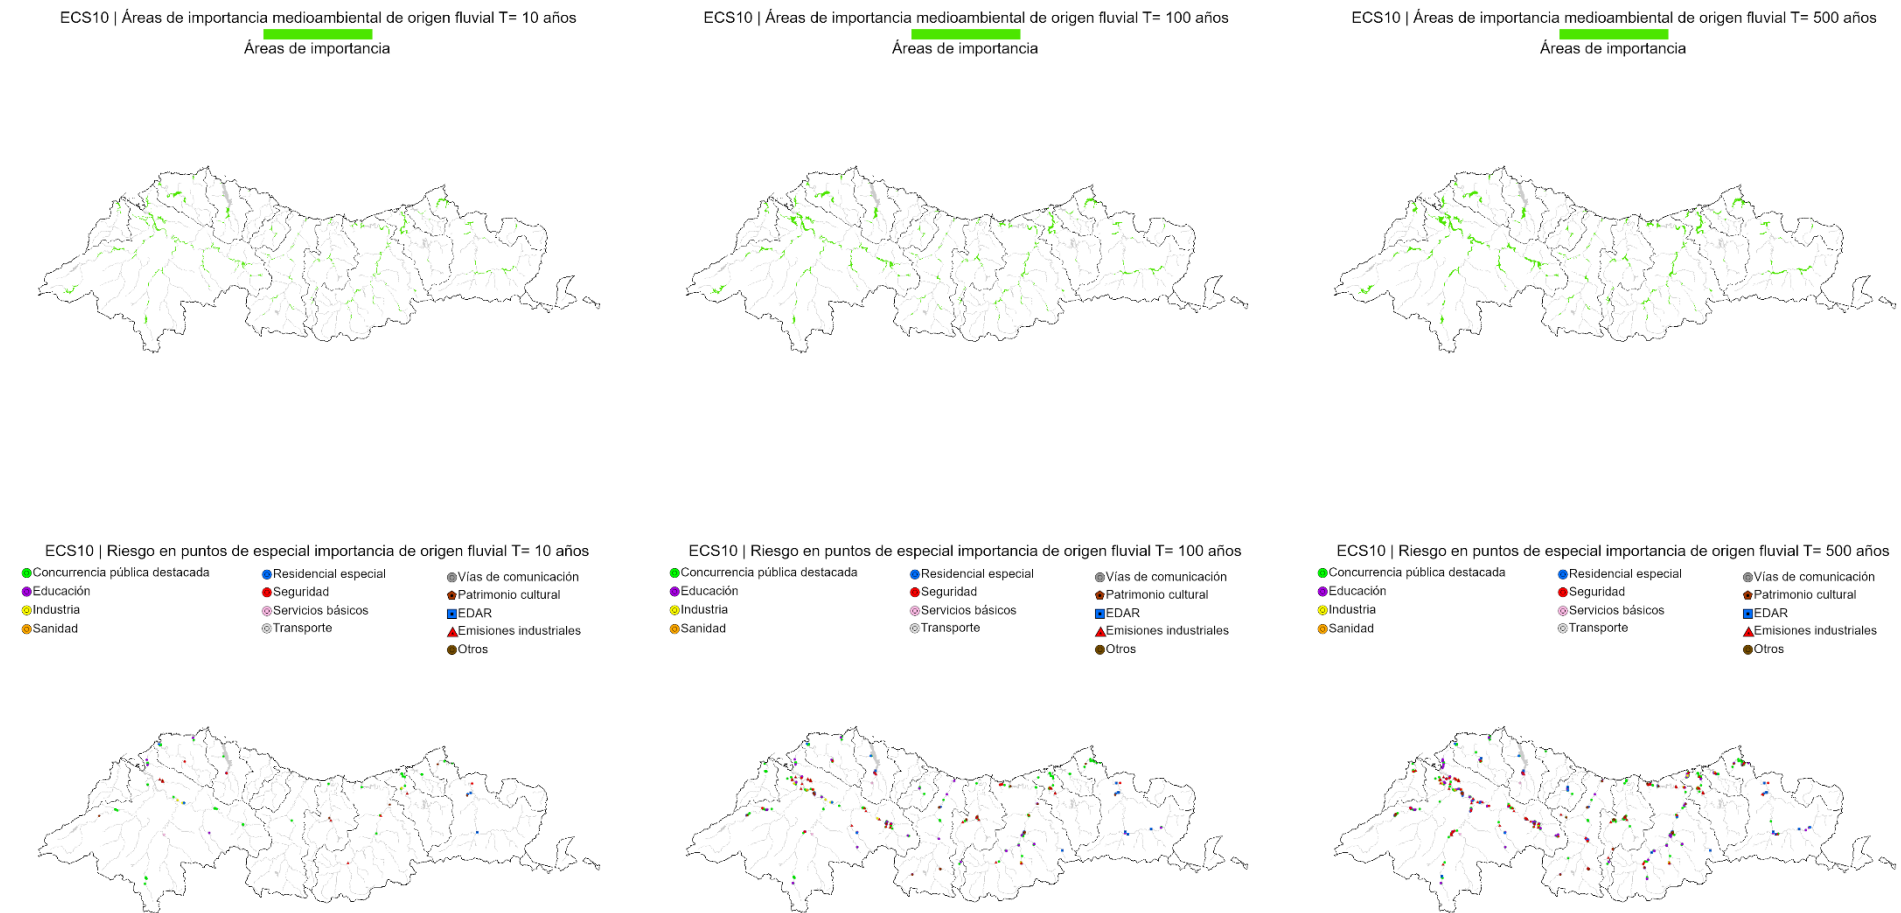 ECS10 | Áreas de importancia medioambiental de origen fluvial T= 10 años
Áreas de importancia
ECS10 | Áreas de importancia medioambiental de origen fluvial T= 100 años
Áreas de importancia
ECS10 | Áreas de importancia medioambiental de origen fluvial T= 500 años
Áreas de importancia
ECS10 | Riesgo en puntos de especial importancia de origen fluvial T= 10 años
Concurrencia pública destacada
Educación
Industria
Sanidad
Residencial especial
Seguridad
Servicios básicos
Transporte
Vías de comunicación
Patrimonio cultural
EDAR
Emisiones industriales
Otros
ECS10 | Riesgo en puntos de especial importancia de origen fluvial T= 100 años
Concurrencia pública destacada
Educación
Industria
Sanidad
Residencial especial
Seguridad
Servicios básicos
Transporte
Vías de comunicación
Patrimonio cultural
EDAR
Emisiones industriales
Otros
ECS10 | Riesgo en puntos de especial importancia de origen fluvial T= 500 años
Concurrencia pública destacada
Educación
Industria
Sanidad
Residencial especial
Seguridad
Servicios básicos
Transporte
Vías de comunicación
Patrimonio cultural
EDAR
Emisiones industriales
Otros